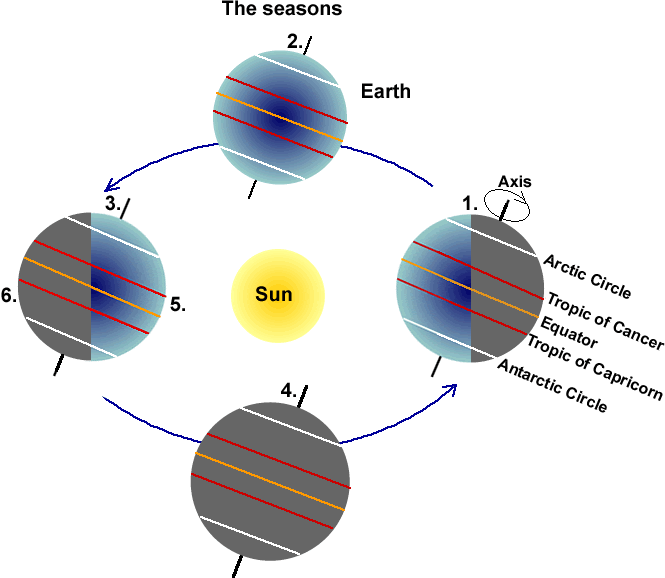 The seasons
2.
Earth
Axis
1.
3.
Arctic Circle
Sun
6.
5.
Tropic of Cancer
Equator
Tropic of Capricorn
Antarctic Circle
4.